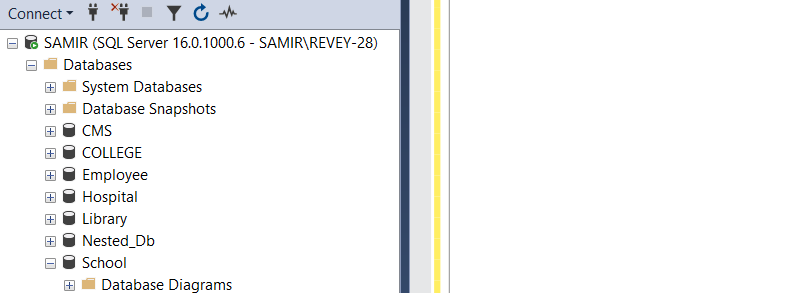 Connect
SAMIR (SQL Server 16.0.1000.6 - SAMIR\REVEY-28)
Databases
System Databases
Database Snapshots
CMS
COLLEGE
Employee
Hospital
Library
Nested_Db
School
Database Diagrams